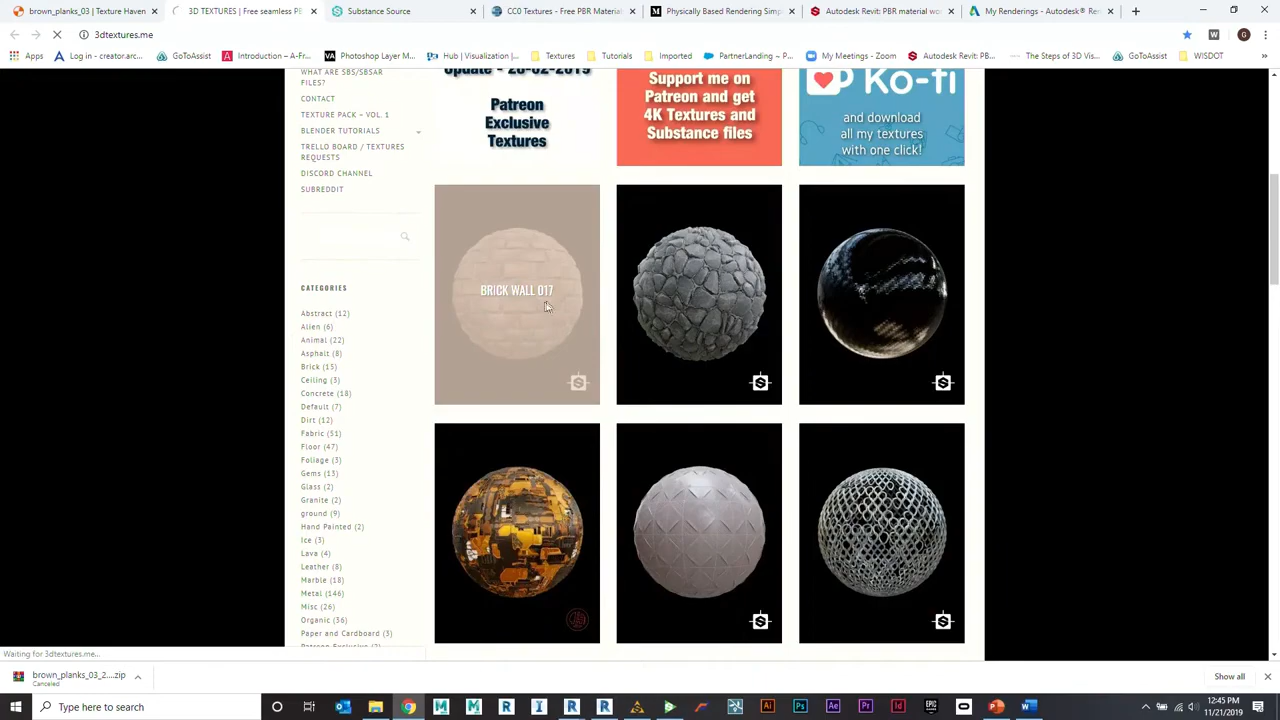 brown_planks_03 | Texture Haven
3D TEXTURES | Free seamless PB
Substance Source
CC0 Textures - Free PBR Material
Physically Based Rendering Simp
Autodesk Revit: PBR material wo
My Renderings - Autodesk® Re
3dtextures.me
Apps
Log in - creator.arc...
GoToAssist
Introduction – A-Fr...
Photoshop Layer M...
Hub | Visualization |...
Textures
Tutorials
Imported
PartnerLanding ~ P...
My Meetings - Zoom
Autodesk Revit: PB...
The Steps of 3D Vis...
GoToAssist
WISDOT
WHAT ARE SBS/SBSAR
FILES?
CONTACT
TEXTURE PACK – VOL. 1
BLENDER TUTORIALS
TRELLO BOARD / TEXTURES
REQUESTS
DISCORD CHANNEL
SUBREDDIT
Update - 28-02-2019
Patreon
Exclusive
Textures
Support me on
Patreon and get
4K Textures and
Substance files
Ko-fi
and download
all my textures
with one click!
BRICK WALL 017
CATEGORIES
Abstract (12)
Alien (6)
Animal (22)
Asphalt (8)
Brick (15)
Ceiling (3)
Concrete (18)
Default (7)
Dirt (12)
Fabric (51)
Floor (47)
Foliage (3)
Gems (13)
Glass (2)
Granite (2)
ground (9)
Hand Painted (2)
Ice (3)
Lava (4)
Leather (8)
Marble (18)
Metal (146)
Misc (26)
Organic (36)
Paper and Cardboard (3)
Patreon Exclusive (2)
Waiting for 3dtextures.me...
brown_planks_03_2....zip
Canceled
Show all
Type here to search
12:45 PM
11/21/2019